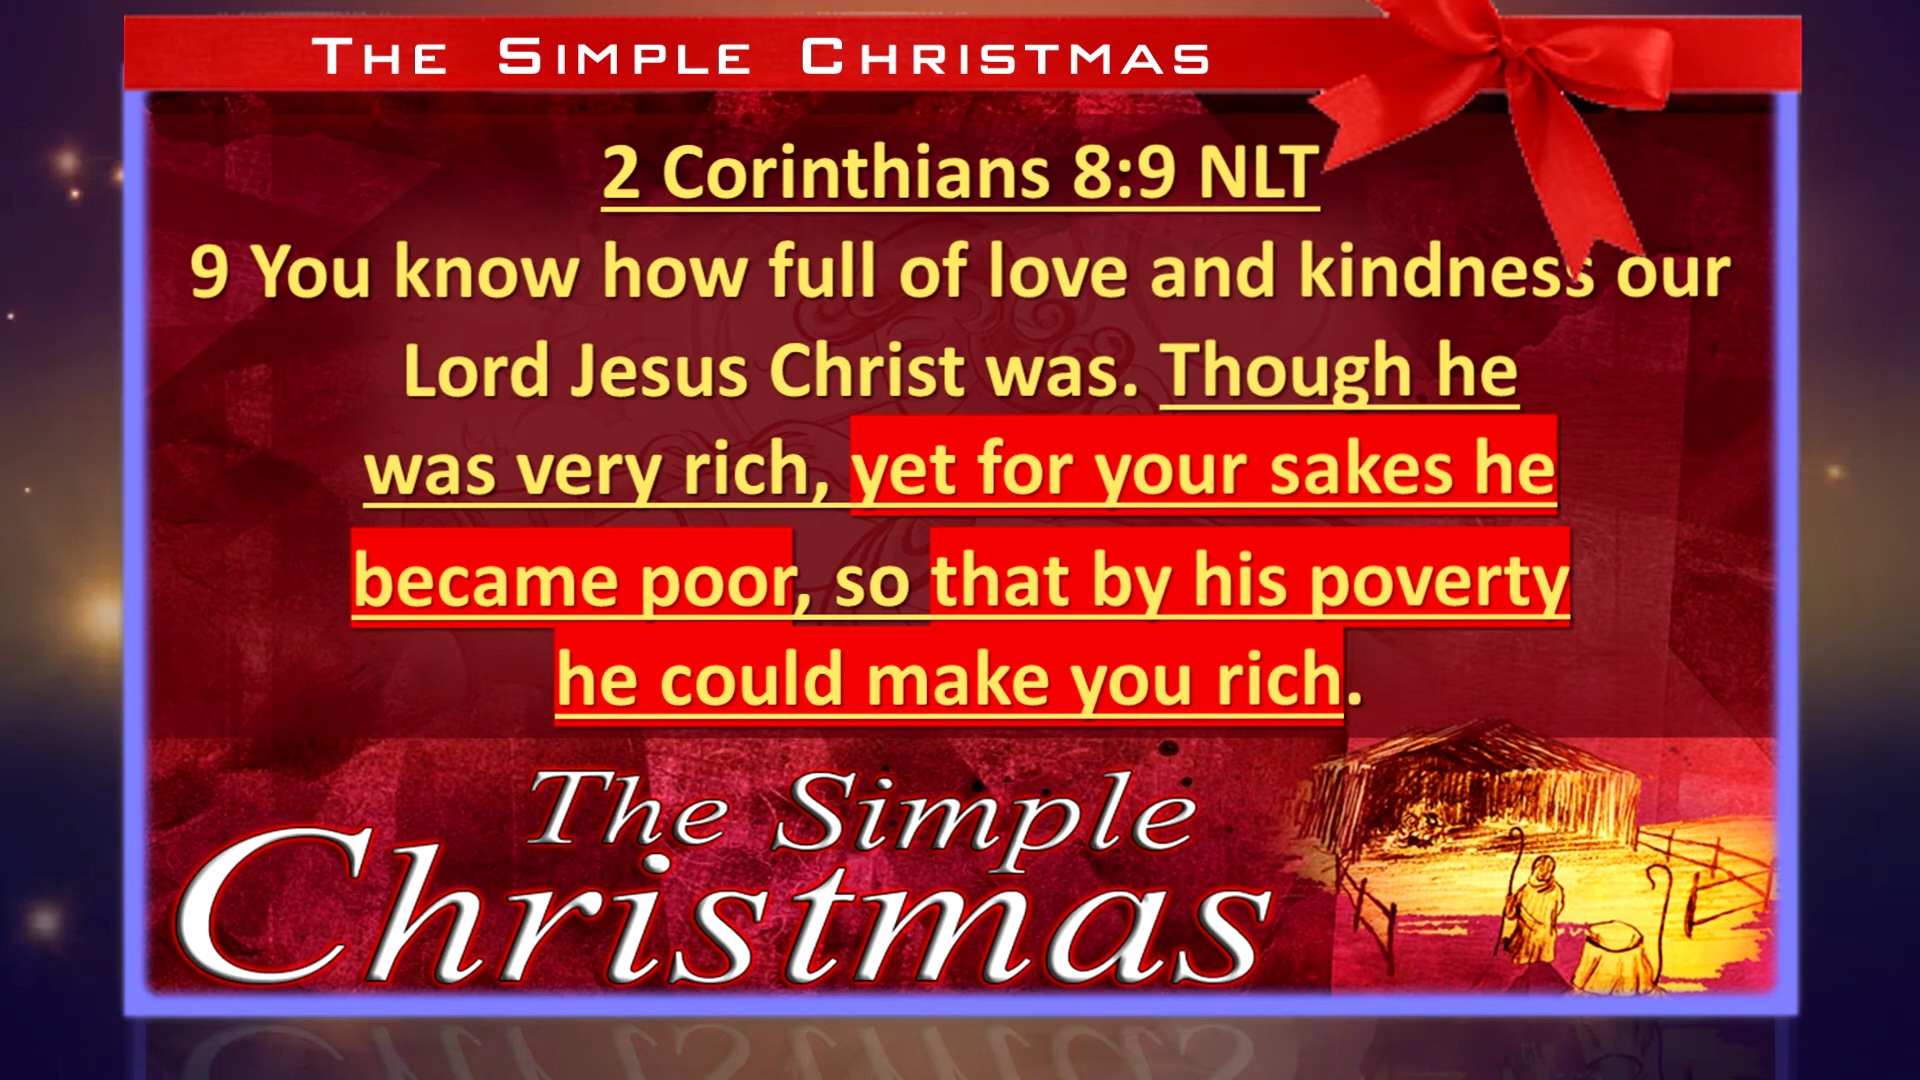 THE SIMPLE CHRISTMAS
2 Corinthians 8:9 NLT
9 You know how full of love and kindness our
Lord Jesus Christ was. Though he
was very rich, yet for your sakes he
became poor, so that by his poverty
he could make you rich.
The Simple
Christmas